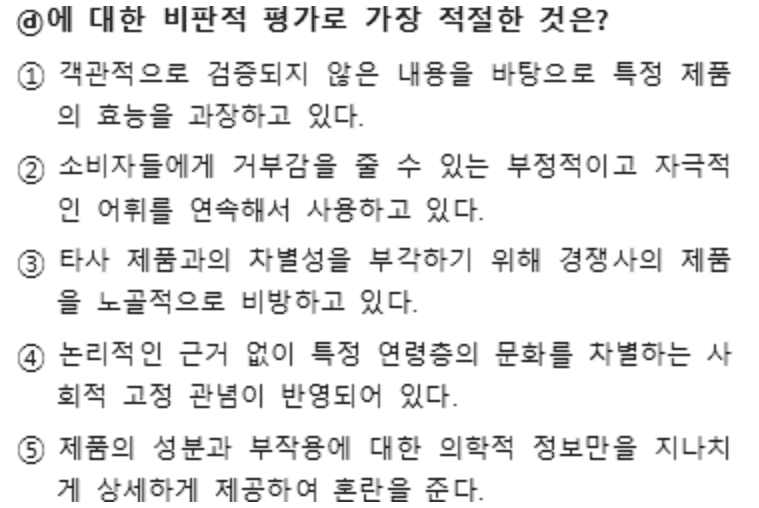 ⓓ에 대한 비판적 평가로 가장 적절한 것은?
① 객관적으로 검증되지 않은 내용을 바탕으로 특정 제품
의 효능을 과장하고 있다.
② 소비자들에게 거부감을 줄 수 있는 부정적이고 자극적
인 어휘를 연속해서 사용하고 있다.
③ 타사 제품과의 차별성을 부각하기 위해 경쟁사의 제품
을 노골적으로 비방하고 있다.
④ 논리적인 근거 없이 특정 연령층의 문화를 차별하는 사
회적 고정 관념이 반영되어 있다.
⑤ 제품의 성분과 부작용에 대한 의학적 정보만을 지나치
게 상세하게 제공하여 혼란을 준다.